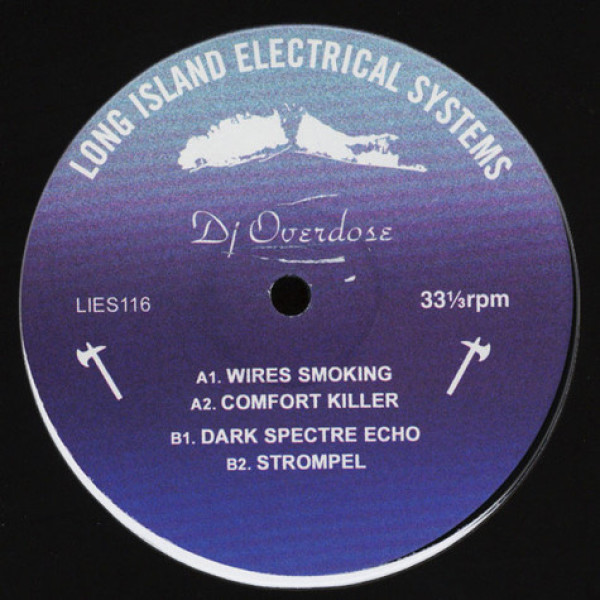 LONG ISLAND ELECTRICAL SYSTEMS
Dj Overdose
LIES116
33⅓rpm
A1. WIRES SMOKING
A2. COMFORT KILLER
B1. DARK SPECTRE ECHO
B2. STROMPEL